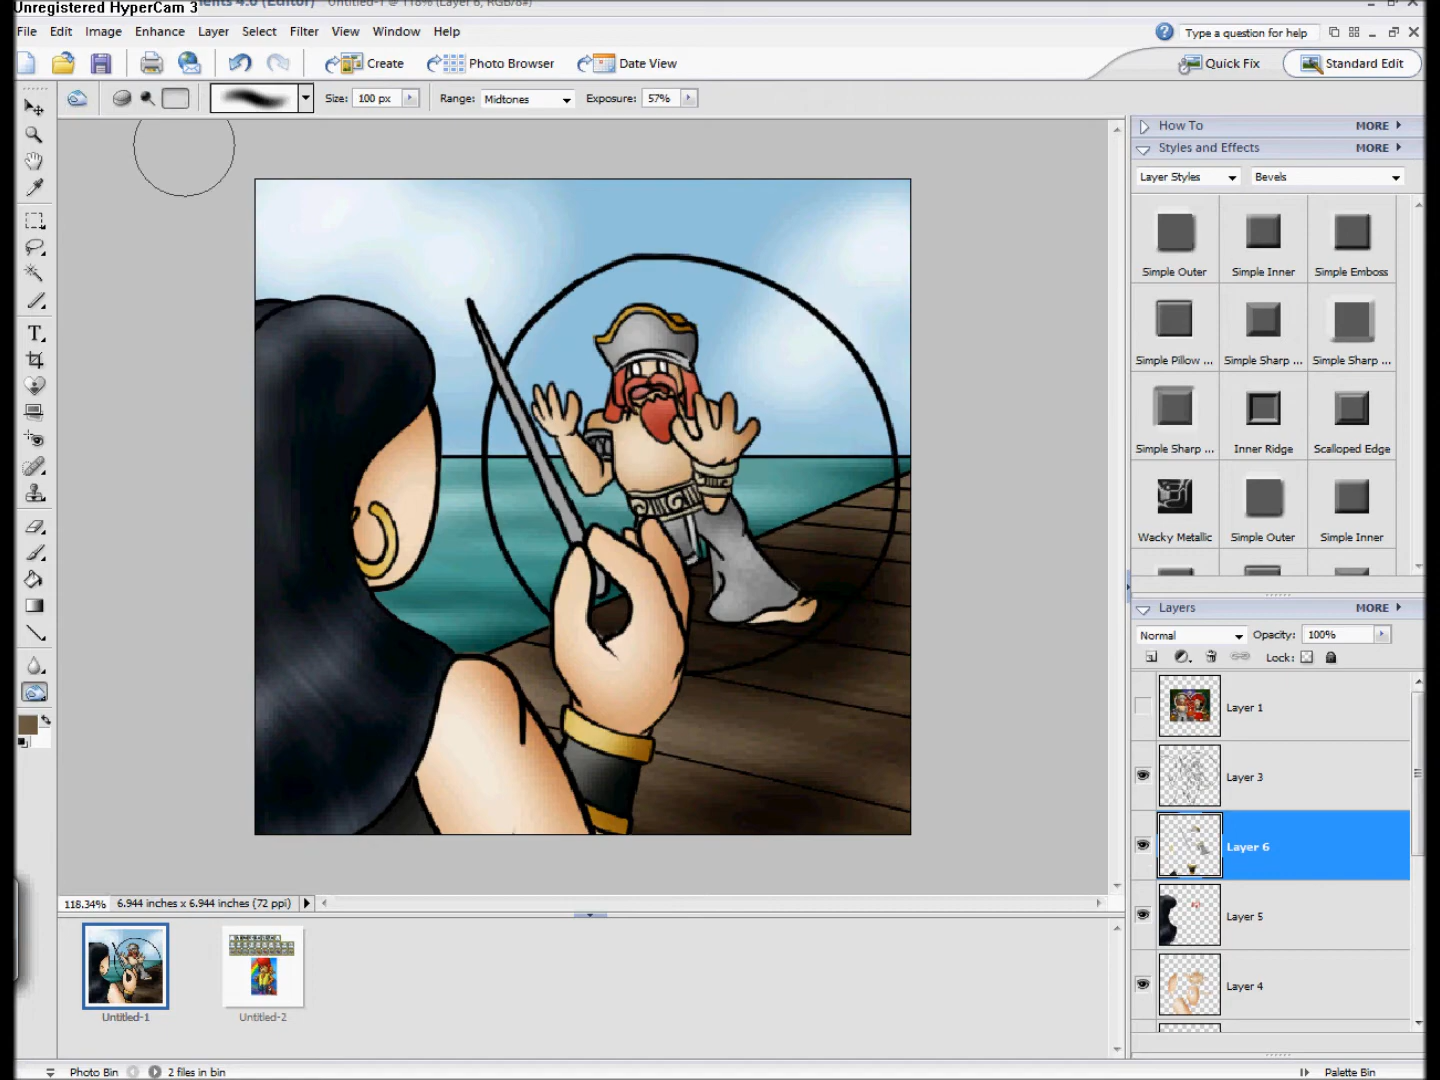 Unregistered HyperCam 3
ents 4.0 (Editor) Untitled-1 @ 118% (Layer 6, RGB/8#)
File Edit Image Enhance Layer Select Filter View Window Help
Type a question for help
Create Photo Browser Date View
Quick Fix Standard Edit
Size: 100 px Range: Midtones Exposure: 57%
How To MORE
Styles and Effects MORE
Layer Styles Bevels
Simple Outer Simple Inner Simple Emboss
Simple Pillow ... Simple Sharp ... Simple Sharp ...
Simple Sharp ... Inner Ridge Scalloped Edge
Wacky Metallic Simple Outer Simple Inner
Layers MORE
Normal Opacity: 100%
Lock:
Layer 1
Layer 3
Layer 6
Layer 5
Layer 4
118.34% 6.944 inches x 6.944 inches (72 ppi)
Untitled-1 Untitled-2
Photo Bin 2 files in bin
Palette Bin